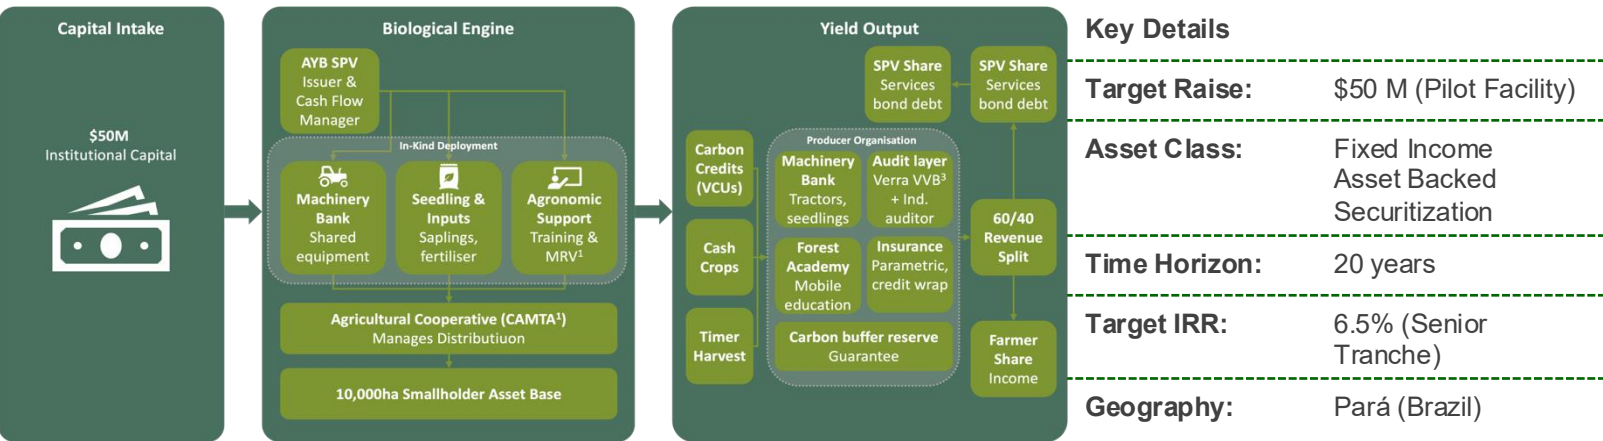 Capital Intake
$50M
Institutional Capital
Biological Engine
AYB SPV
Issuer &
Cash Flow
Manager
In-Kind Deployment
Machinery
Bank
Shared
equipment
Seedling &
Inputs
Saplings,
fertiliser
Agronomic
Support
Training &
MRV¹
Agricultural Cooperative (CAMTA¹)
Manages Distributiuon
10,000ha Smallholder Asset Base
Yield Output
SPV Share
Services
bond debt
SPV Share
Services
bond debt
Carbon
Credits
(VCUs)
Cash
Crops
Timer
Harvest
Producer Organisation
Machinery
Bank
Tractors,
seedlings
Audit layer
Verra VVB³
+ Ind.
auditor
Forest
Academy
Mobile
education
Insurance
Parametric,
credit wrap
Carbon buffer reserve
Guarantee
60/40
Revenue
Split
Farmer
Share
Income
Key Details
Target Raise: $50 M (Pilot Facility)
Asset Class: Fixed Income
Asset Backed
Securitization
Time Horizon: 20 years
Target IRR: 6.5% (Senior
Tranche)
Geography: Pará (Brazil)